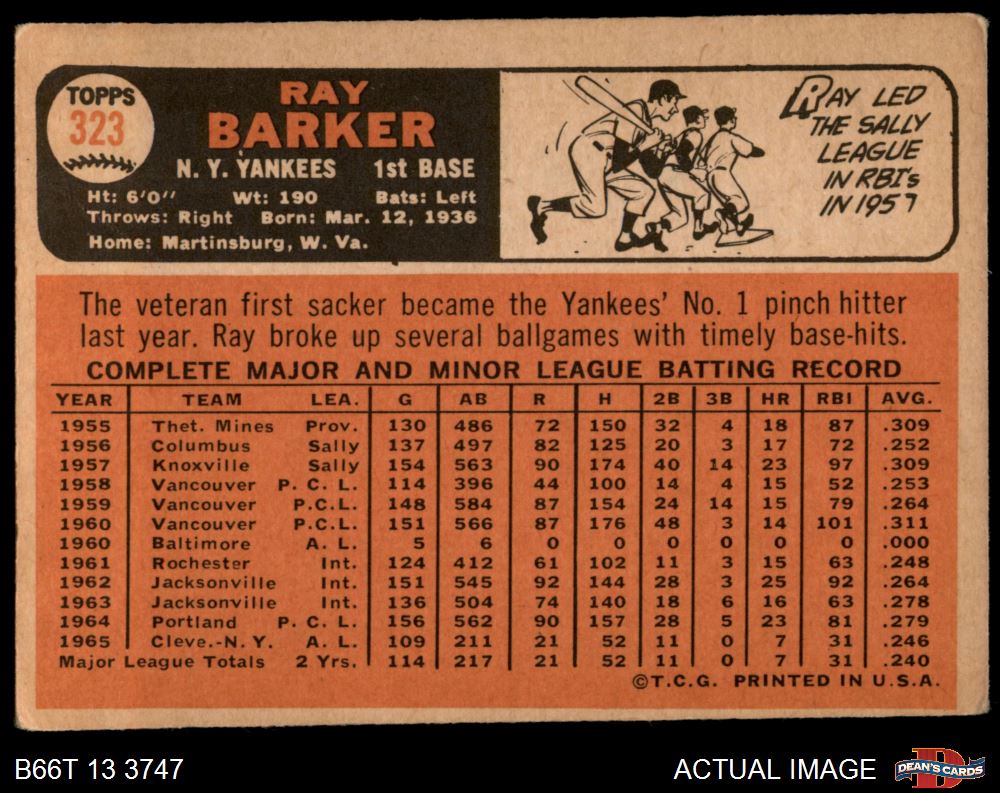 TOPPS
323
RAY
BARKER
N. Y. YANKEES 1st BASE
Ht: 6'0" Wt: 190 Bats: Left
Throws: Right Born: Mar. 12, 1936
Home: Martinsburg, W. Va.
RAY LED
THE SALLY
LEAGUE
IN RBI's
IN 1957
The veteran first sacker became the Yankees' No. 1 pinch hitter
last year. Ray broke up several ballgames with timely base-hits.
COMPLETE MAJOR AND MINOR LEAGUE BATTING RECORD
YEAR TEAM LEA. G AB R H 2B 3B HR RBI AVG.
1955 Thet. Mines Prov. 130 486 72 150 32 4 18 87 .309
1956 Columbus Sally 137 497 82 125 20 3 17 72 .252
1957 Knoxville Sally 154 563 90 174 40 14 23 97 .309
1958 Vancouver P. C. L. 114 396 44 100 14 4 15 52 .253
1959 Vancouver P.C.L. 148 584 87 154 24 14 15 79 .264
1960 Vancouver P.C.L. 151 566 87 176 48 3 14 101 .311
1960 Baltimore A. L. 5 6 0 0 0 0 0 0 .000
1961 Rochester Int. 124 412 61 102 11 3 15 63 .248
1962 Jacksonville Int. 151 545 92 144 28 3 25 92 .264
1963 Jacksonville Int. 136 504 74 140 18 6 16 63 .278
1964 Portland P. C. L. 156 562 90 157 28 5 23 81 .279
1965 Cleve.-N. Y. A. L. 109 211 21 52 11 0 7 31 .246
Major League Totals 2 Yrs. 114 217 21 52 11 0 7 31 .240
©T.C.G. PRINTED IN U.S.A.
B66T 13 3747
ACTUAL IMAGE
DEAN'S CARDS